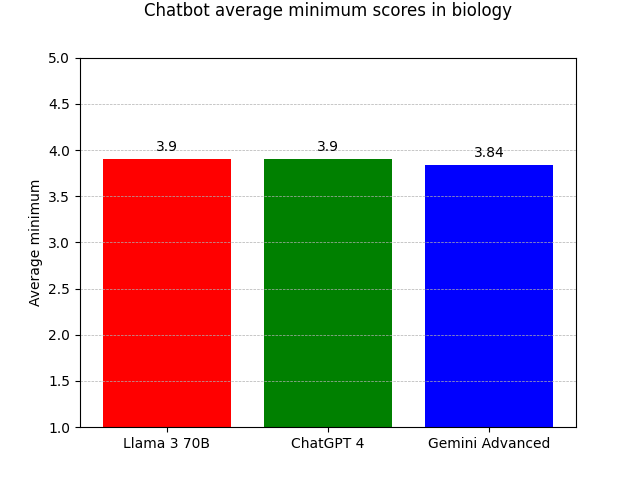 Chatbot average minimum scores in biology
5.0
4.5
4.0
3.5
3.0
2.5
2.0
1.5
1.0
Average minimum
3.9
3.9
3.84
Llama 3 70B
ChatGPT 4
Gemini Advanced